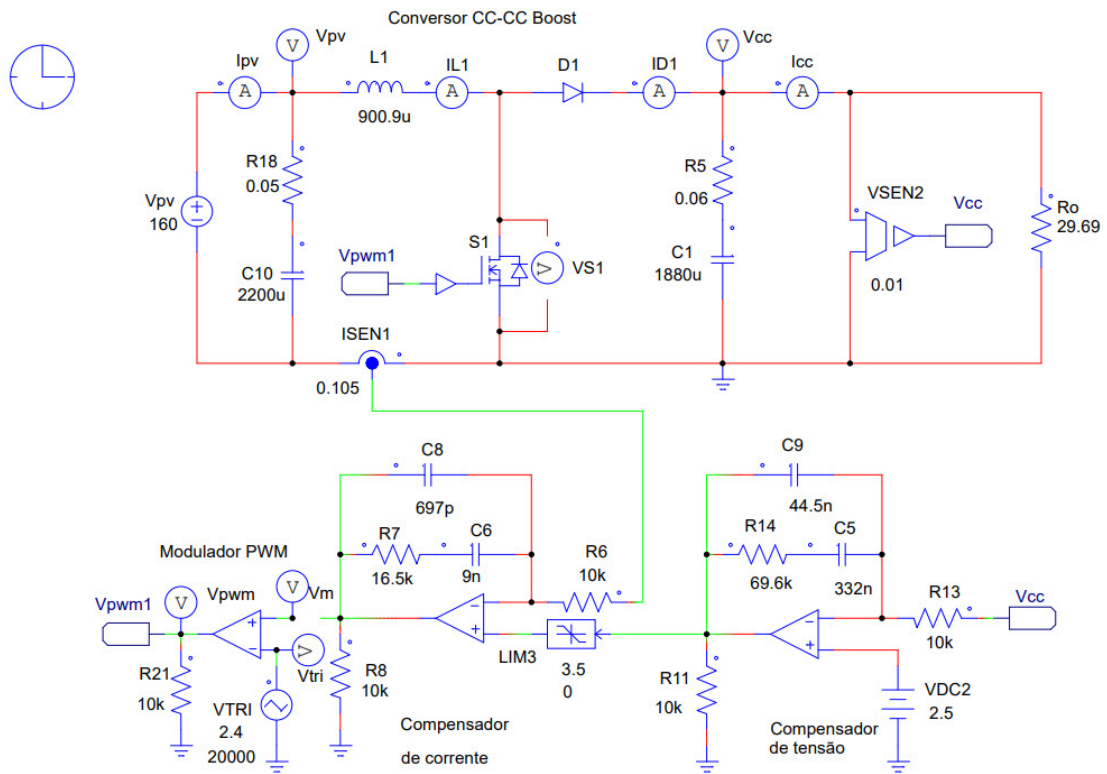 Conversor CC-CC Boost
Vpv
Ipv
A
V
L1
900.9u
IL1
A
D1
ID1
A
Vcc
V
Icc
A
R18
0.05
C10
2200u
Vpv
160
Vpwm1
S1
V
VS1
R5
0.06
C1
1880u
VSEN2
0.01
Vcc
Ro
29.69
ISEN1
0.105
C8
697p
R7
16.5k
C6
9n
R6
10k
LIM3
3.5
0
C9
44.5n
R14
69.6k
C5
332n
R13
10k
Vcc
R11
10k
VDC2
2.5
Modulador PWM
Vpwm1
V
Vpwm
V
Vm
V
Vtri
R21
10k
VTRI
2.4
20000
R8
10k
Compensador
de corrente
Compensador
de tensão